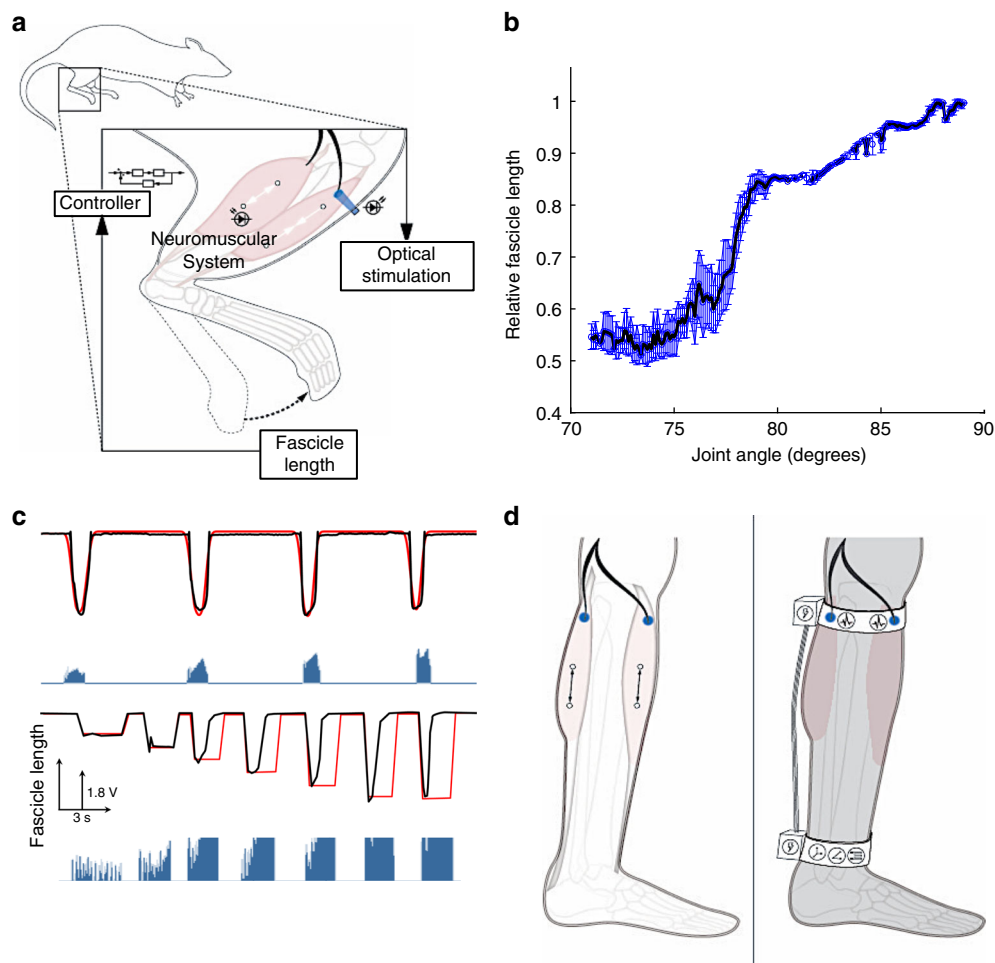 a
Controller
Neuromuscular
System
Optical
stimulation
Fascicle
length
b
Relative fascicle length
1
0.9
0.8
0.7
0.6
0.5
0.4
70
75
80
85
90
Joint angle (degrees)
c
Fascicle length
1.8 V
3 s
d